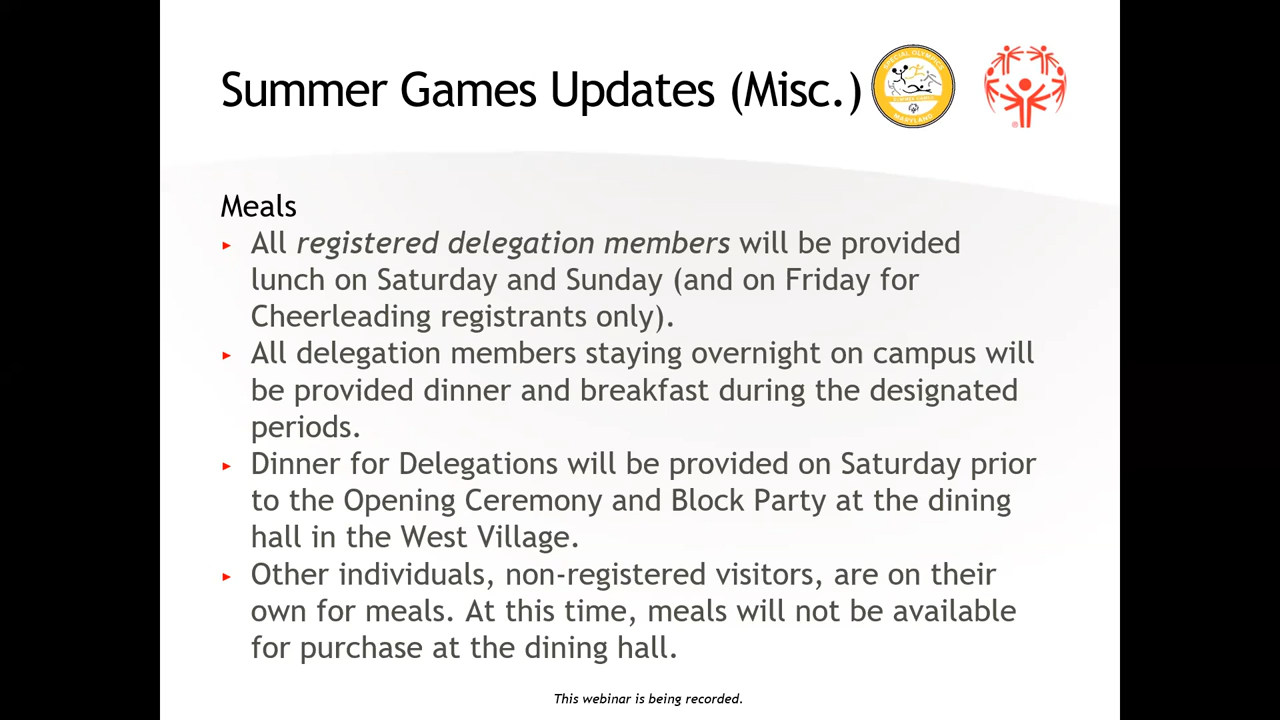 Summer Games Updates (Misc.)
SPECIAL OLYMPICS
MARYLAND
Meals
► All registered delegation members will be provided
lunch on Saturday and Sunday (and on Friday for
Cheerleading registrants only).
► All delegation members staying overnight on campus will
be provided dinner and breakfast during the designated
periods.
► Dinner for Delegations will be provided on Saturday prior
to the Opening Ceremony and Block Party at the dining
hall in the West Village.
► Other individuals, non-registered visitors, are on their
own for meals. At this time, meals will not be available
for purchase at the dining hall.
This webinar is being recorded.